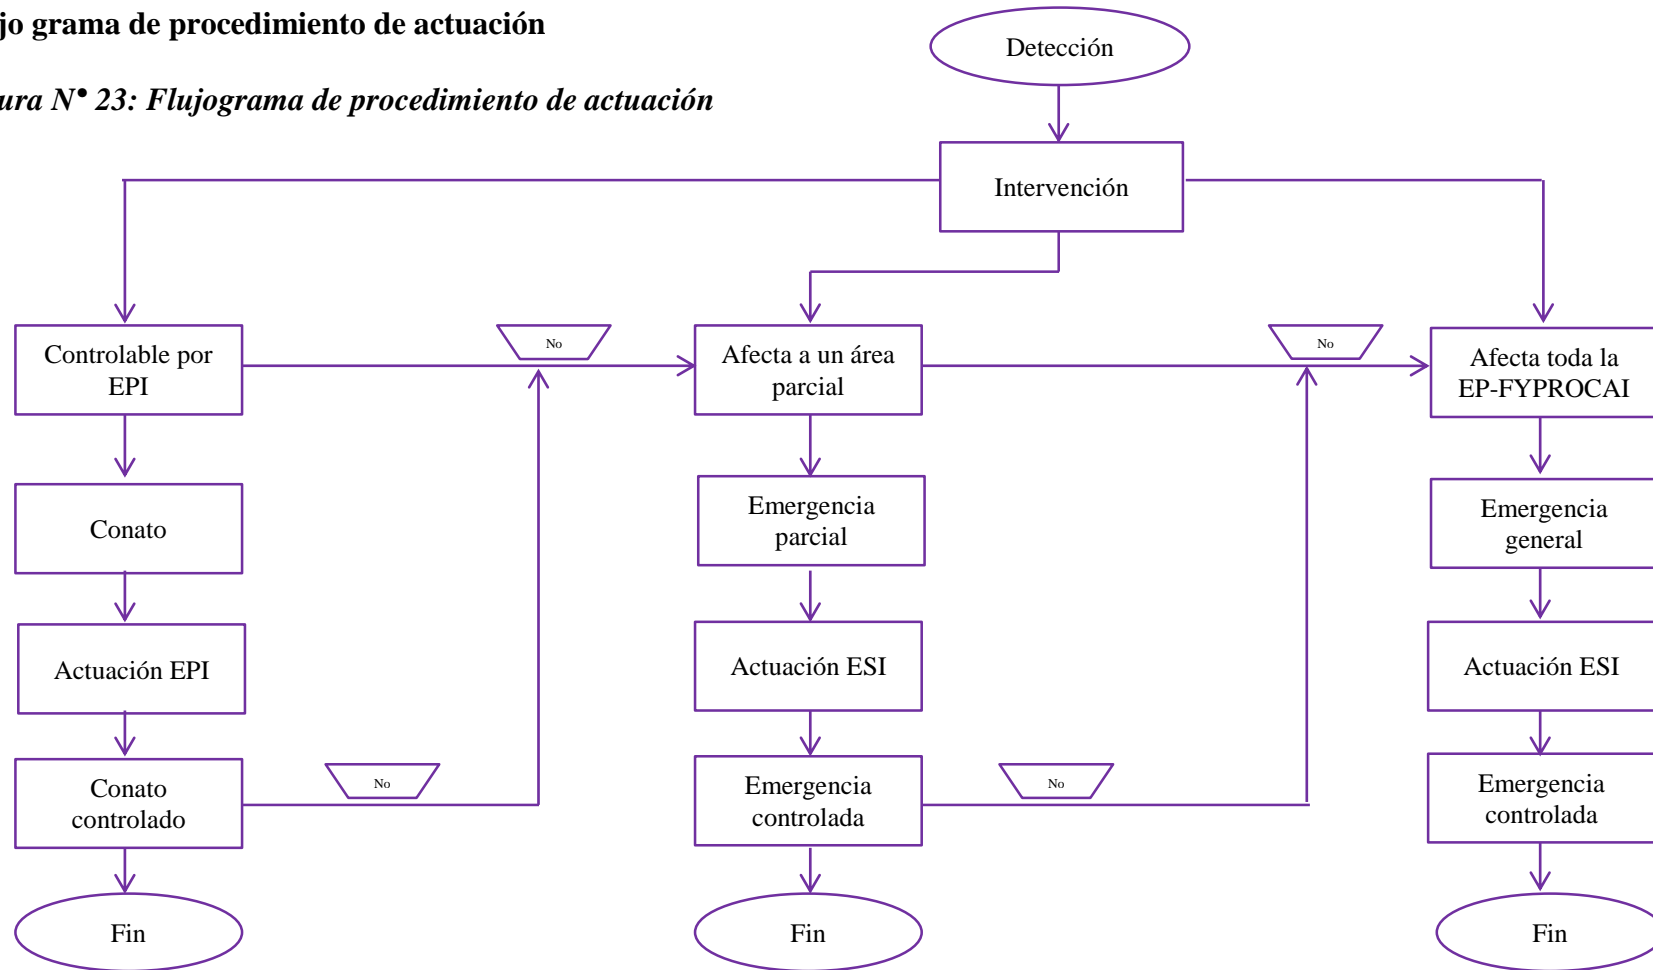 jo grama de procedimiento de actuación
Detección
ura N° 23: Flujograma de procedimiento de actuación
Intervención
Controlable por
EPI
No
Afecta a un área
parcial
No
Afecta toda la
EP-FYPROCAI
Conato
Emergencia
parcial
Emergencia
general
Actuación EPI
Actuación ESI
Actuación ESI
Conato
controlado
No
Emergencia
controlada
No
Emergencia
controlada
Fin
Fin
Fin